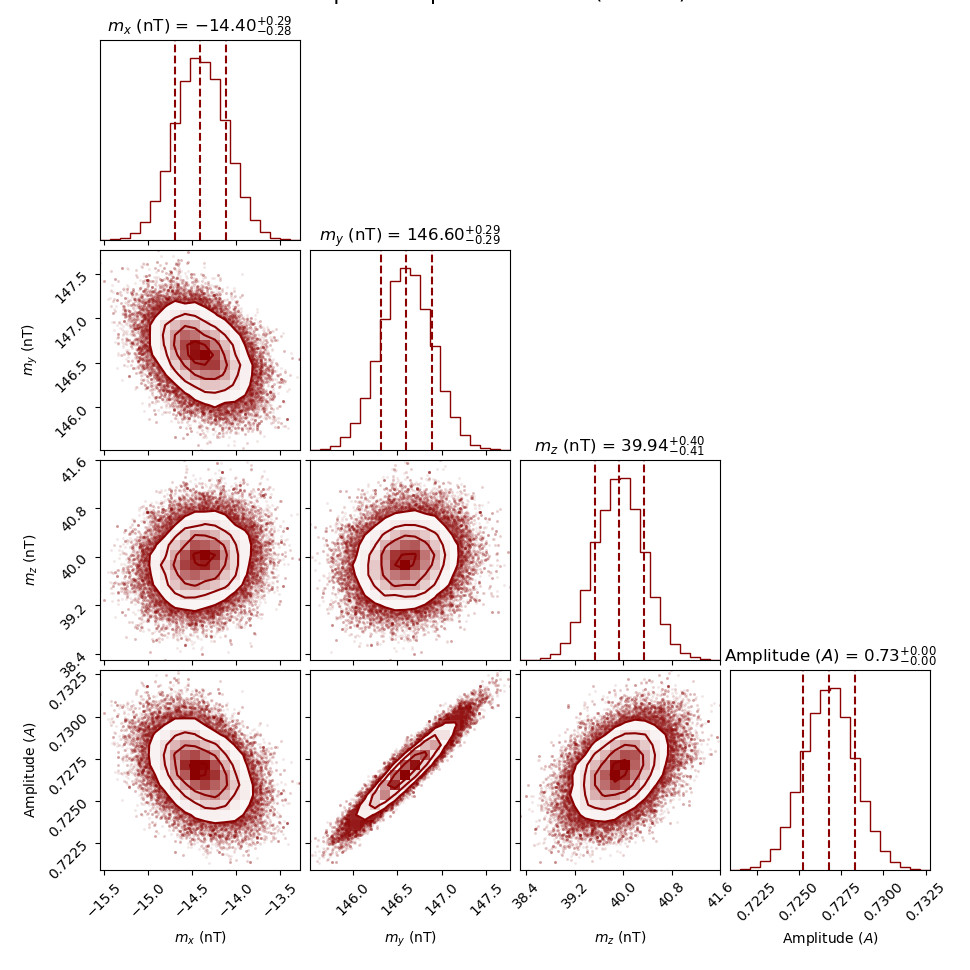 m_x (nT) = −14.40^{+0.29}_{−0.28}
m_y (nT) = 146.60^{+0.29}_{−0.29}
147.5
147.0
146.5
146.0
m_y (nT)
m_z (nT) = 39.94^{+0.40}_{−0.41}
41.6
40.8
40.0
39.2
38.4
m_z (nT)
Amplitude (A) = 0.73^{+0.00}_{−0.00}
0.7325
0.7300
0.7275
0.7250
0.7225
Amplitude (A)
−15.5 −15.0 −14.5 −14.0 −13.5
146.0 146.5 147.0 147.5
38.4 39.2 40.0 40.8 41.6
0.7225 0.7250 0.7275 0.7300 0.7325
m_x (nT) m_y (nT) m_z (nT) Amplitude (A)